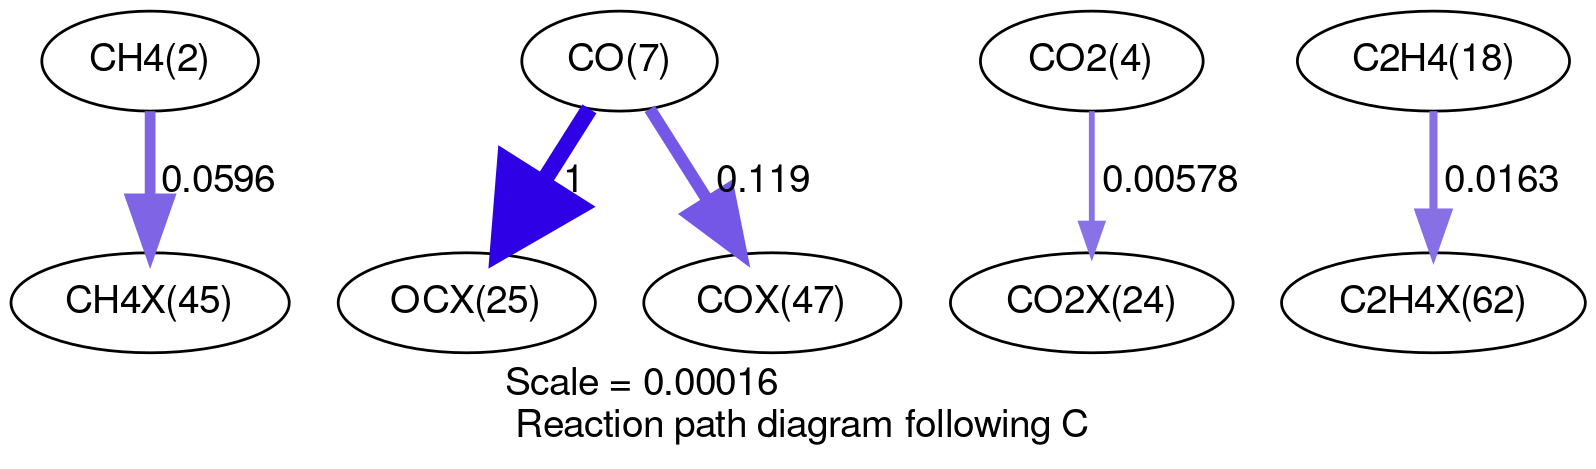 CH4(2)
CO(7)
CO2(4)
C2H4(18)
0.0596
1
0.119
0.00578
0.0163
CH4X(45)
OCX(25)
COX(47)
CO2X(24)
C2H4X(62)
Scale = 0.00016
Reaction path diagram following C